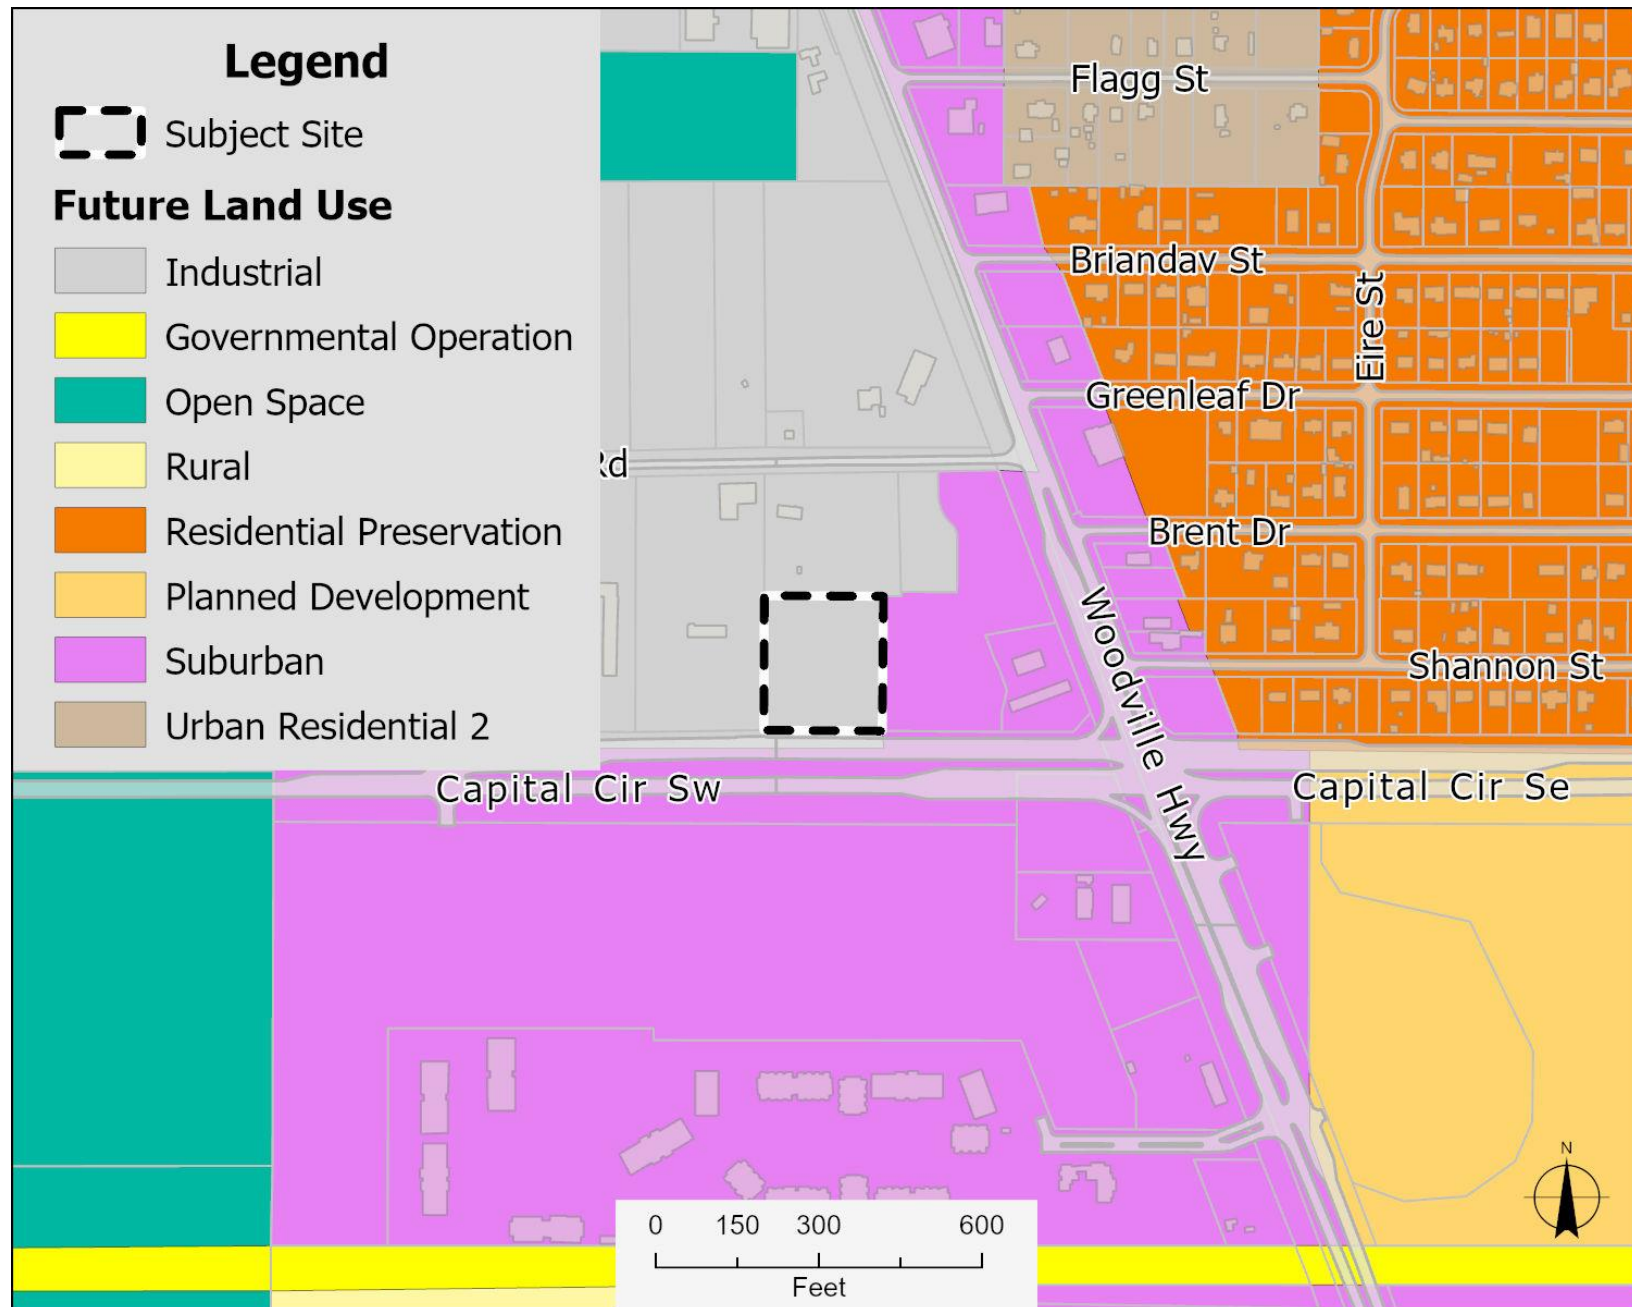 Legend
Subject Site
Future Land Use
Industrial
Governmental Operation
Open Space
Rural
Residential Preservation
Planned Development
Suburban
Urban Residential 2
Flagg St
Briandav St
Eire St
Greenleaf Dr
Rd
Brent Dr
Woodville Hwy
Shannon St
Capital Cir Sw
Capital Cir Se
N
0 150 300 600
Feet